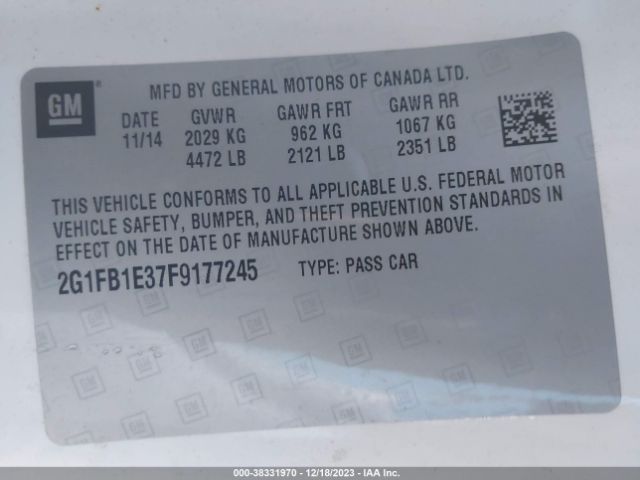 GM
MFD BY GENERAL MOTORS OF CANADA LTD.
DATE GVWR GAWR FRT GAWR RR
11/14 2029 KG 962 KG 1067 KG
4472 LB 2121 LB 2351 LB
THIS VEHICLE CONFORMS TO ALL APPLICABLE U.S. FEDERAL MOTOR
VEHICLE SAFETY, BUMPER, AND THEFT PREVENTION STANDARDS IN
EFFECT ON THE DATE OF MANUFACTURE SHOWN ABOVE.
2G1FB1E37F9177245 TYPE: PASS CAR
000-38331970 - 12/18/2023 - IAA Inc.